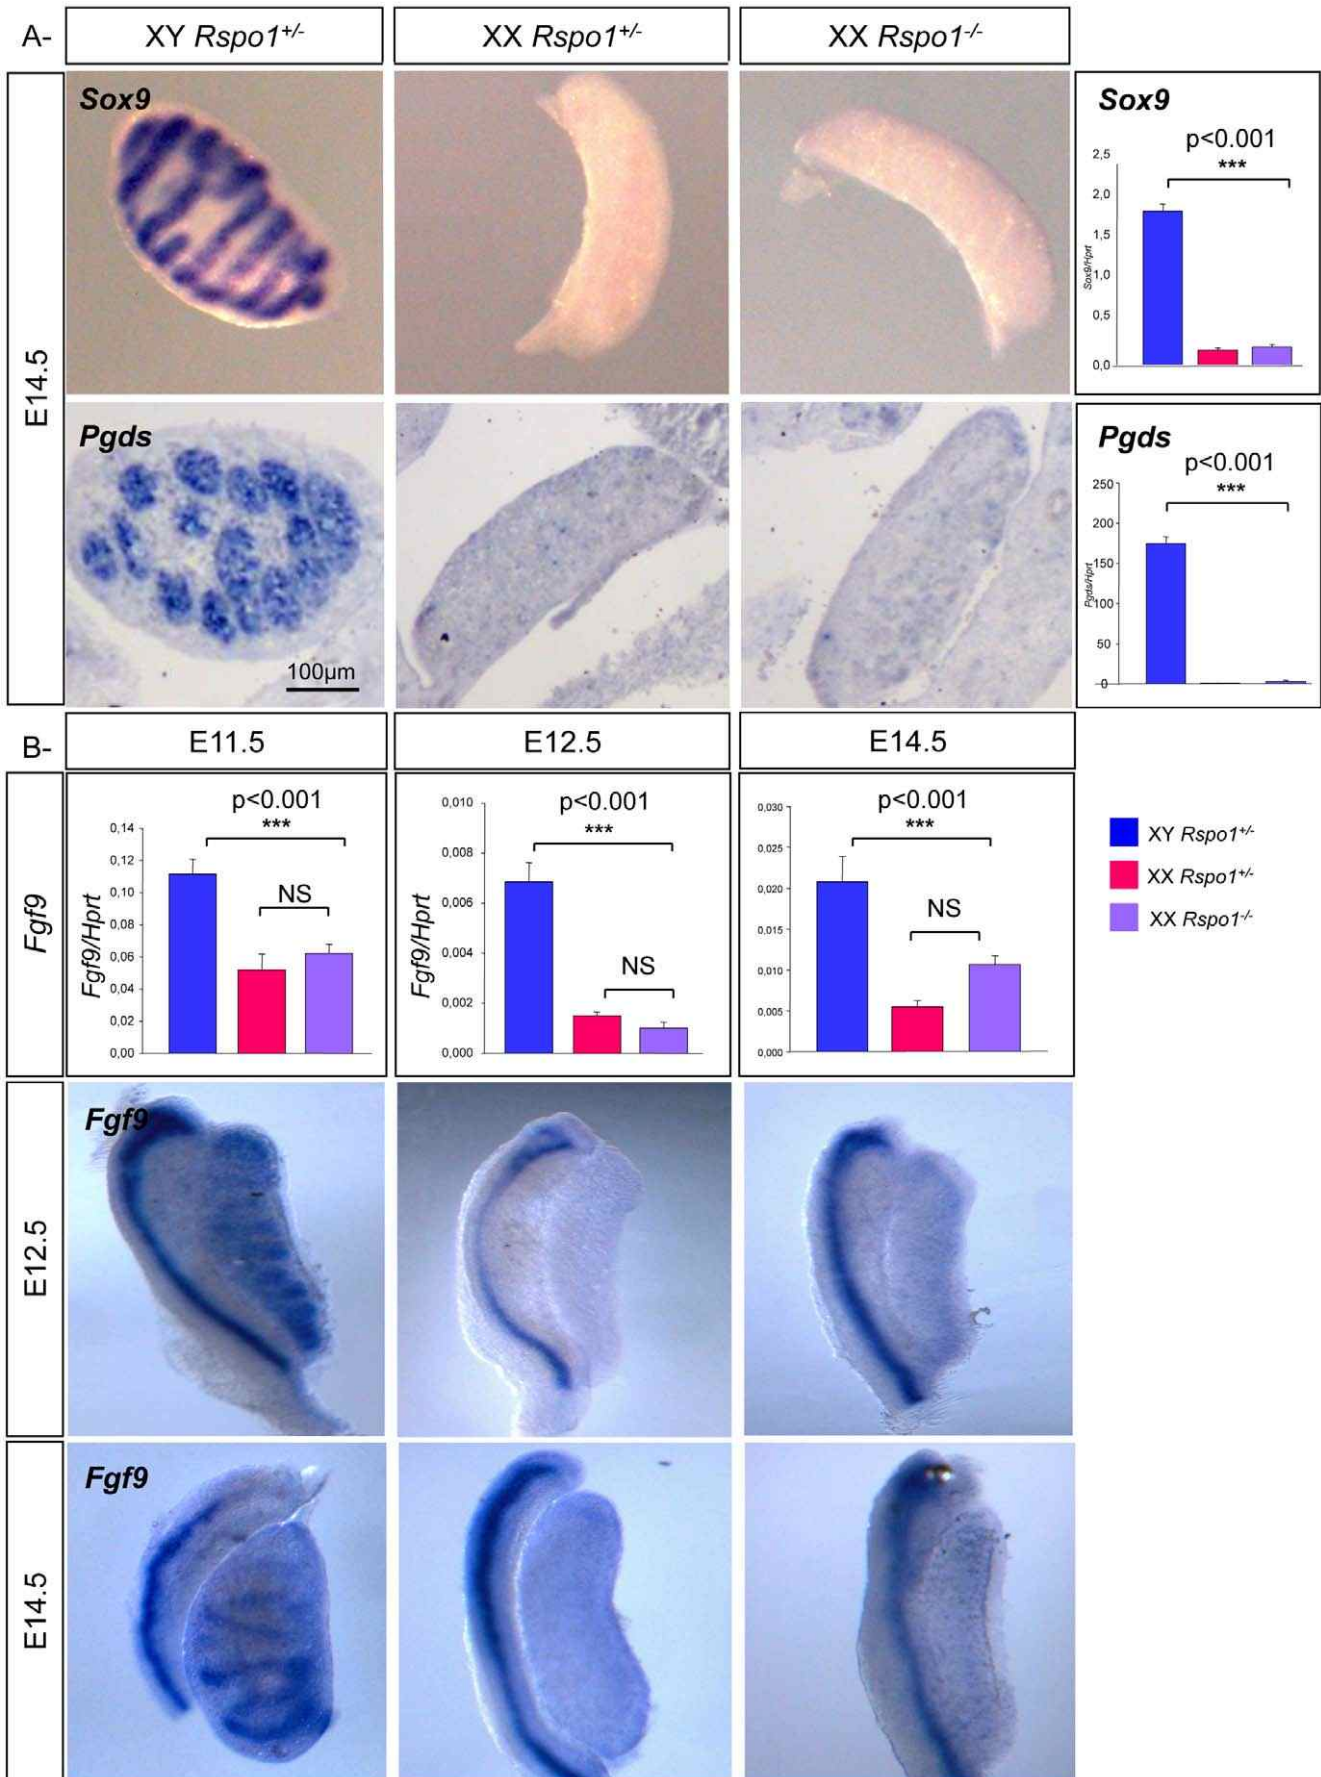 A-
XY Rspo1+/-
XX Rspo1+/-
XX Rspo1-/-
E14.5
Sox9
Sox9
p<0.001
***
2,5
2,0
1,5
1,0
0,5
0,0
Sox9/Hprt
Pgds
100µm
Pgds
p<0.001
***
250
200
150
100
50
0
Pgds/Hprt
B-
E11.5
E12.5
E14.5
Fgf9
p<0.001
***
NS
0,14
0,12
0,10
0,08
0,06
0,04
0,02
0,00
Fgf9/Hprt
p<0.001
***
NS
0,010
0,008
0,006
0,004
0,002
0,000
Fgf9/Hprt
p<0.001
***
NS
0,030
0,025
0,020
0,015
0,010
0,005
0,000
XY Rspo1+/-
XX Rspo1+/-
XX Rspo1-/-
E12.5
Fgf9
E14.5
Fgf9